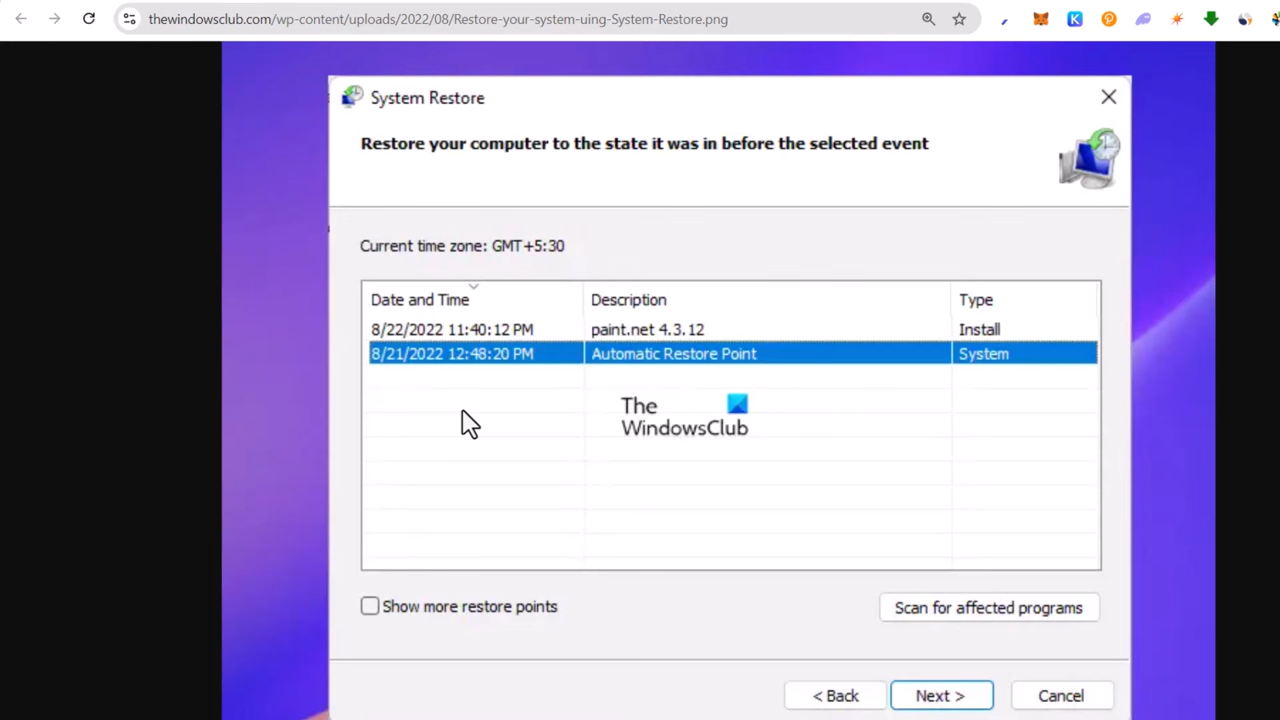 thewindowsclub.com/wp-content/uploads/2022/08/Restore-your-system-uing-System-Restore.png
System Restore
Restore your computer to the state it was in before the selected event
Current time zone: GMT+5:30
Date and Time Description Type
8/22/2022 11:40:12 PM paint.net 4.3.12 Install
8/21/2022 12:48:20 PM Automatic Restore Point System
The
WindowsClub
Show more restore points Scan for affected programs
< Back Next > Cancel